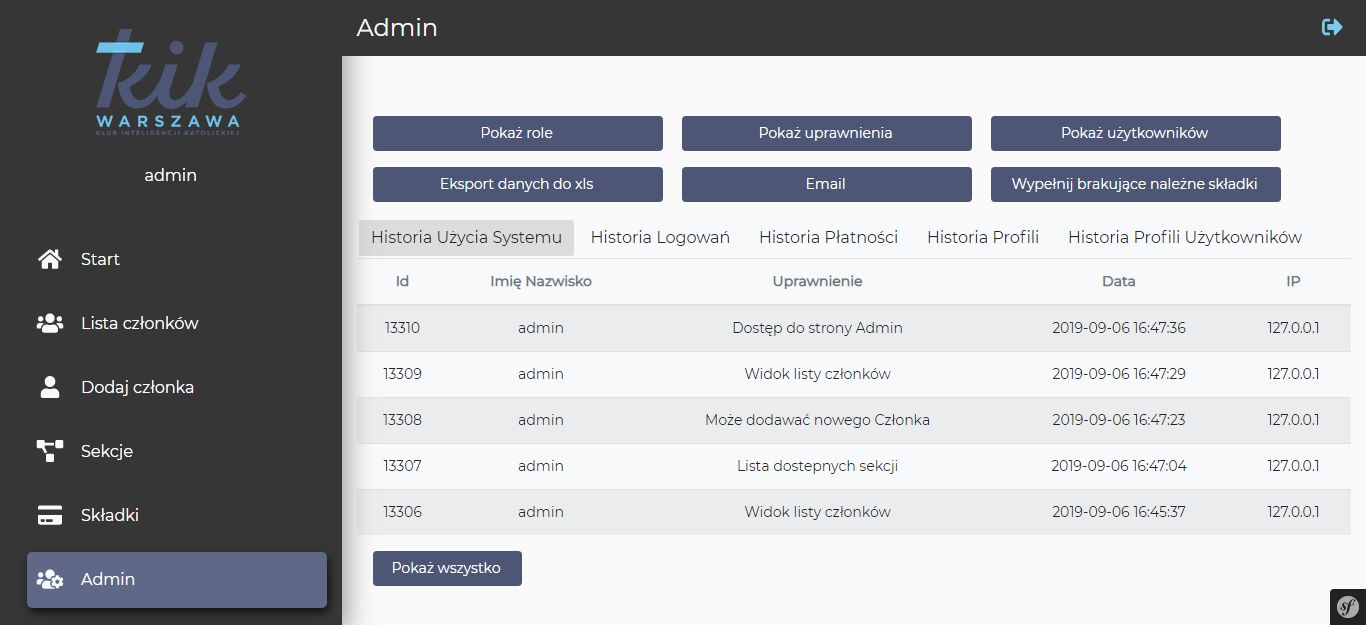 kik
WARSZAWA
KLUB INTELIGENCJI KATOLICKIEJ
admin
Start
Lista członków
Dodaj członka
Sekcje
Składki
Admin
Admin
Pokaż role Pokaż uprawnienia Pokaż użytkowników
Eksport danych do xls Email Wypełnij brakujące należne składki
Historia Użycia Systemu Historia Logowań Historia Płatności Historia Profili Historia Profili Użytkowników
Id Imię Nazwisko Uprawnienie Data IP
13310 admin Dostęp do strony Admin 2019-09-06 16:47:36 127.0.0.1
13309 admin Widok listy członków 2019-09-06 16:47:29 127.0.0.1
13308 admin Może dodawać nowego Członka 2019-09-06 16:47:23 127.0.0.1
13307 admin Lista dostepnych sekcji 2019-09-06 16:47:04 127.0.0.1
13306 admin Widok listy członków 2019-09-06 16:45:37 127.0.0.1
Pokaż wszystko
sf